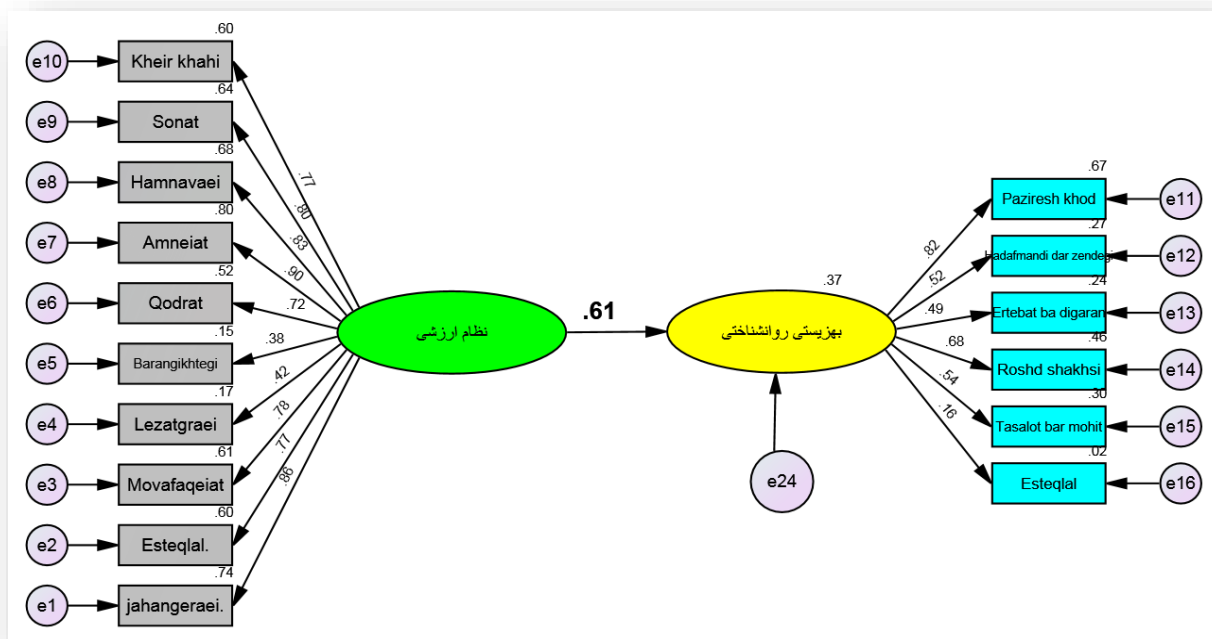 .60
e10
Kheir khahi
.64
e9
Sonat
.68
e8
Hamnavaei
.80
e7
Amneiat
.52
e6
Qodrat
.15
e5
Barangikhtegi
.17
e4
Lezatgraei
.61
e3
Movafaqeiat
.60
e2
Esteqlal.
.74
e1
jahangeraei.
.77
.80
.83
.90
.72
.38
.42
.78
.77
.86
نظام ارزشی
.61
.37
بهزیستی روانشناختی
e24
.82
.52
.49
.68
.54
.16
.67
Paziresh khod
e11
.27
hadafmandi dar zendegi
e12
.24
Ertebat ba digaran
e13
.46
Roshd shakhsi
e14
.30
Tasalot bar mohit
e15
.02
Esteqlal
e16